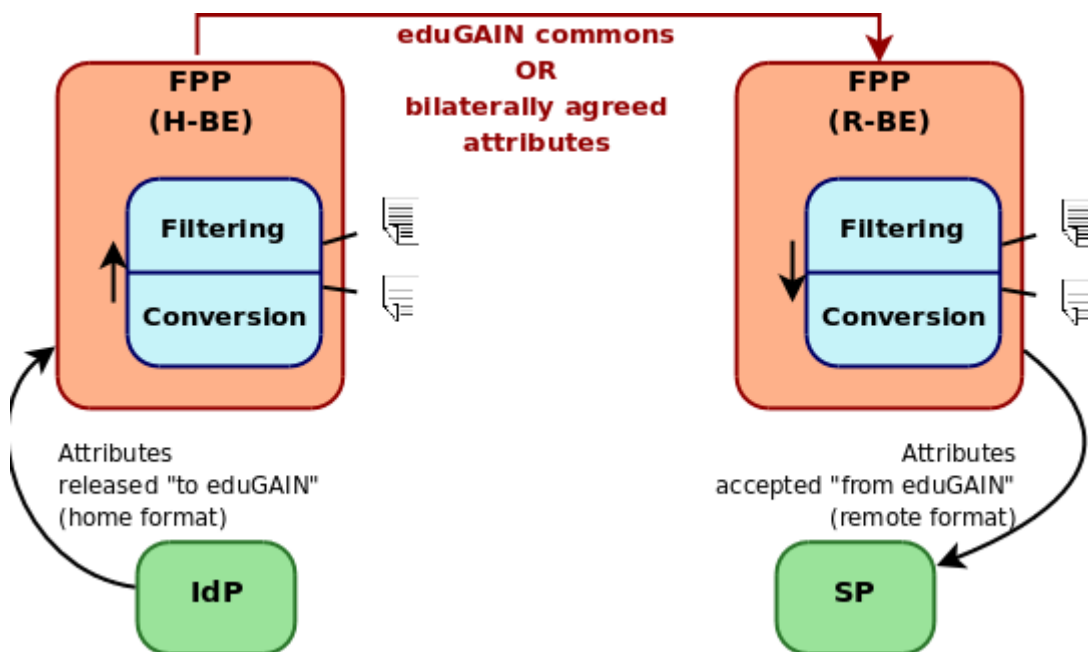 eduGAIN commons
OR
bilaterally agreed
attributes
FPP
(H-BE)
Filtering
Conversion
FPP
(R-BE)
Filtering
Conversion
Attributes
released "to eduGAIN"
(home format)
Attributes
accepted "from eduGAIN"
(remote format)
IdP
SP